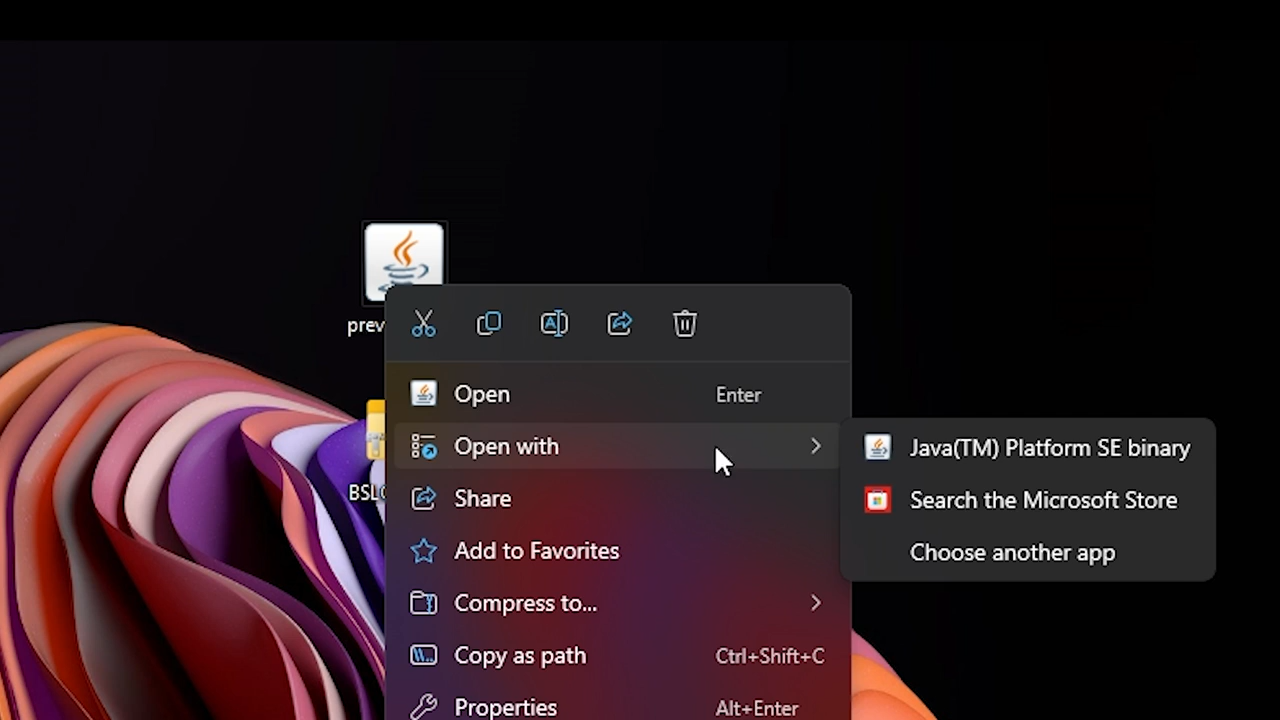 prev
Open Enter
Open with
Java(TM) Platform SE binary
Share
Search the Microsoft Store
Add to Favorites
Choose another app
Compress to...
Copy as path Ctrl+Shift+C
Properties Alt+Enter